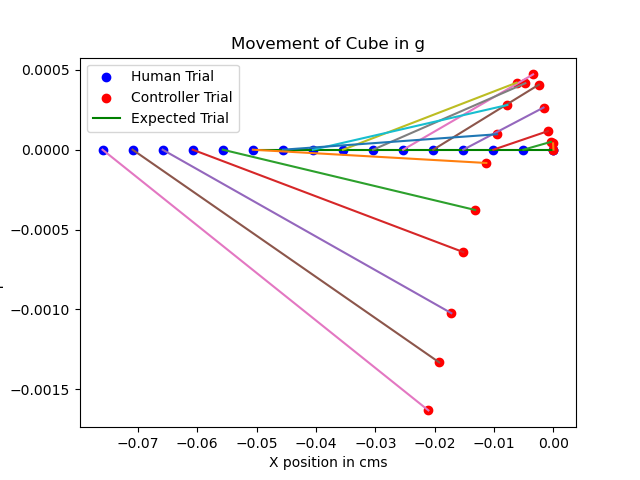 Movement of Cube in g
Human Trial
Controller Trial
Expected Trial
0.0005
0.0000
−0.0005
−0.0010
−0.0015
−0.07
−0.06
−0.05
−0.04
−0.03
−0.02
−0.01
0.00
X position in cms